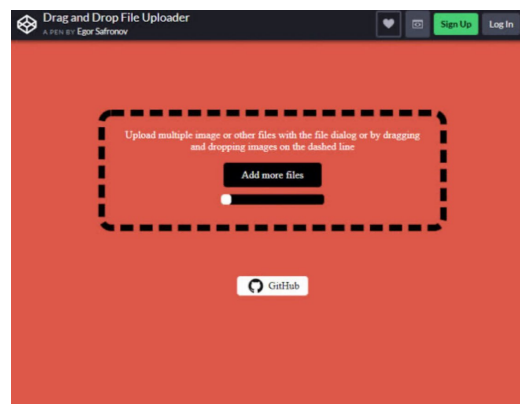 Drag and Drop File Uploader
A PEN BY Egor Safronov
Sign Up
Log In
Upload multiple image or other files with the file dialog or by dragging
and dropping images on the dashed line
Add more files
GitHub